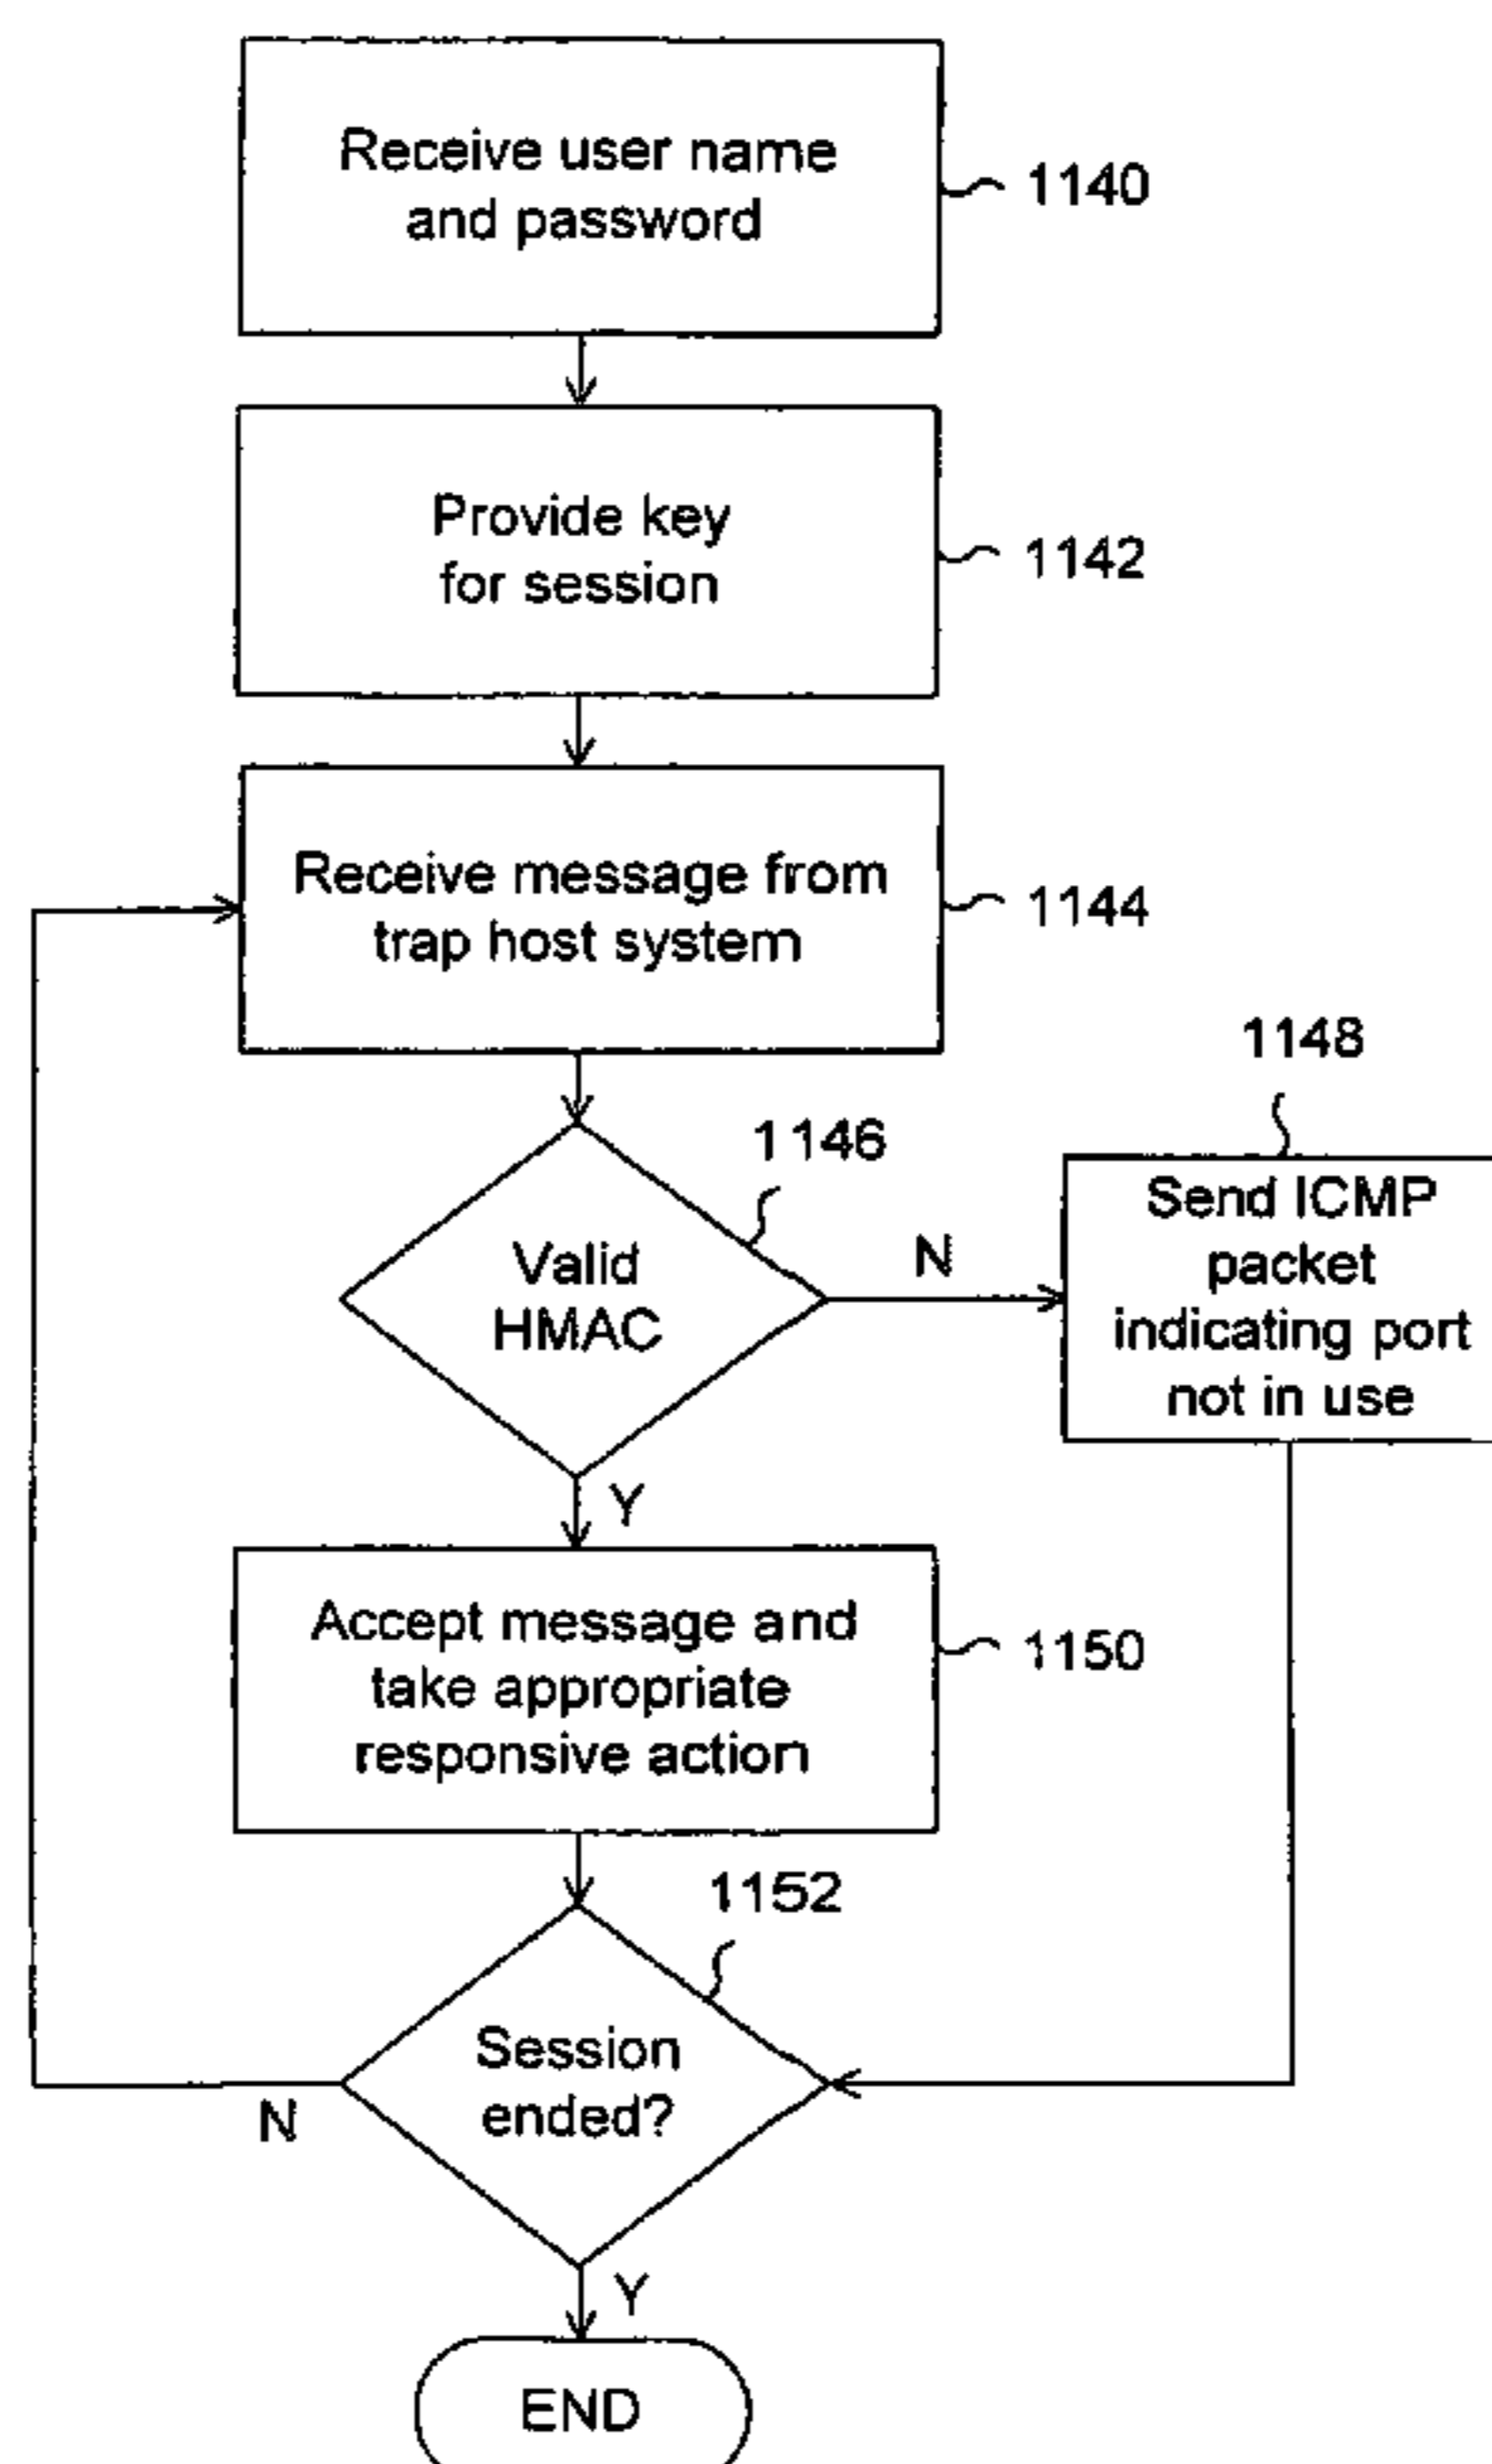 Receive user name
and password
1140
Provide key
for session
1142
Receive message from
trap host system
1144
1148
1146
Valid
HMAC
N
Send ICMP
packet
indicating port
not in use
Y
Accept message and
take appropriate
responsive action
1150
1152
Session
ended?
N
Y
END